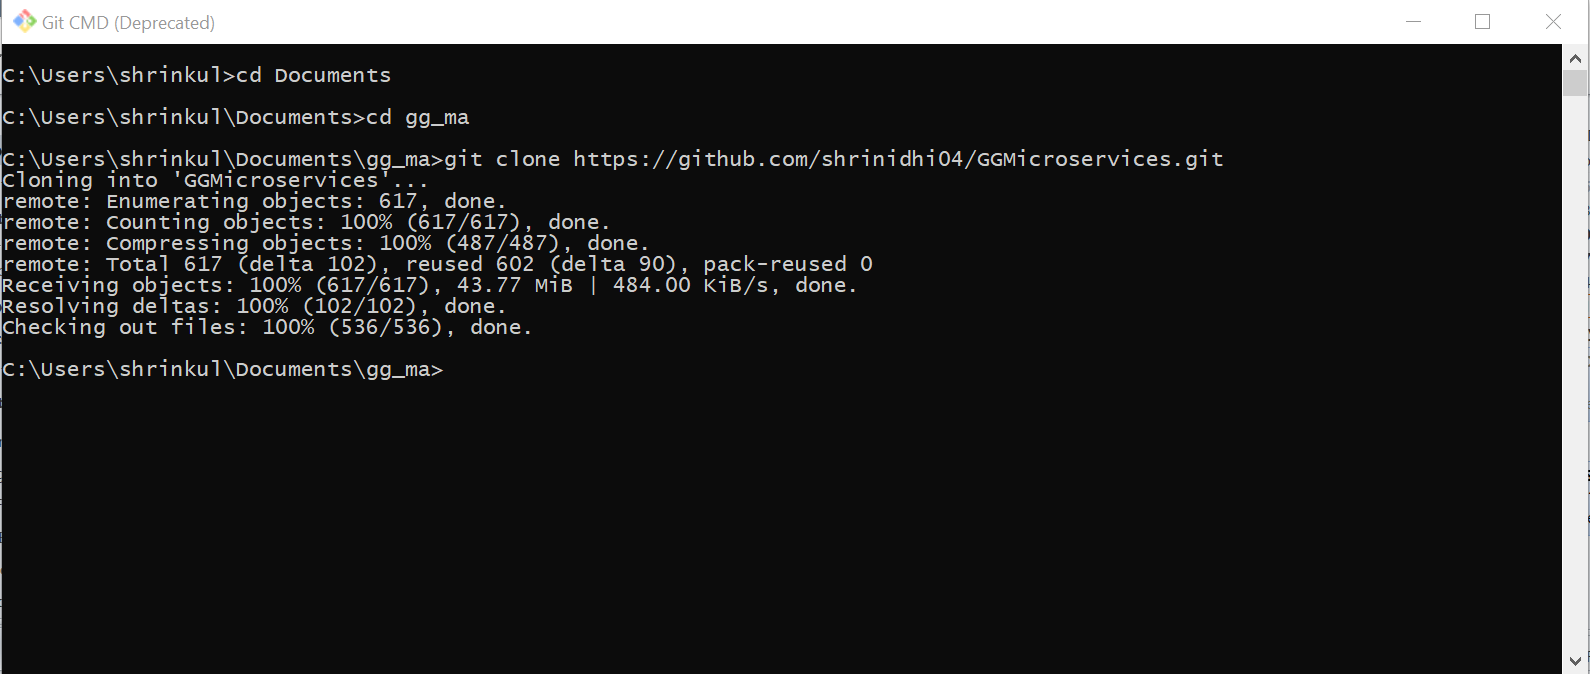 Git CMD (Deprecated)
C:\Users\shrinkul>cd Documents
C:\Users\shrinkul\Documents>cd gg_ma
C:\Users\shrinkul\Documents\gg_ma>git clone https://github.com/shrinidhi04/GGMicroservices.git
Cloning into 'GGMicroservices'...
remote: Enumerating objects: 617, done.
remote: Counting objects: 100% (617/617), done.
remote: Compressing objects: 100% (487/487), done.
remote: Total 617 (delta 102), reused 602 (delta 90), pack-reused 0
Receiving objects: 100% (617/617), 43.77 MiB | 484.00 KiB/s, done.
Resolving deltas: 100% (102/102), done.
Checking out files: 100% (536/536), done.
C:\Users\shrinkul\Documents\gg_ma>